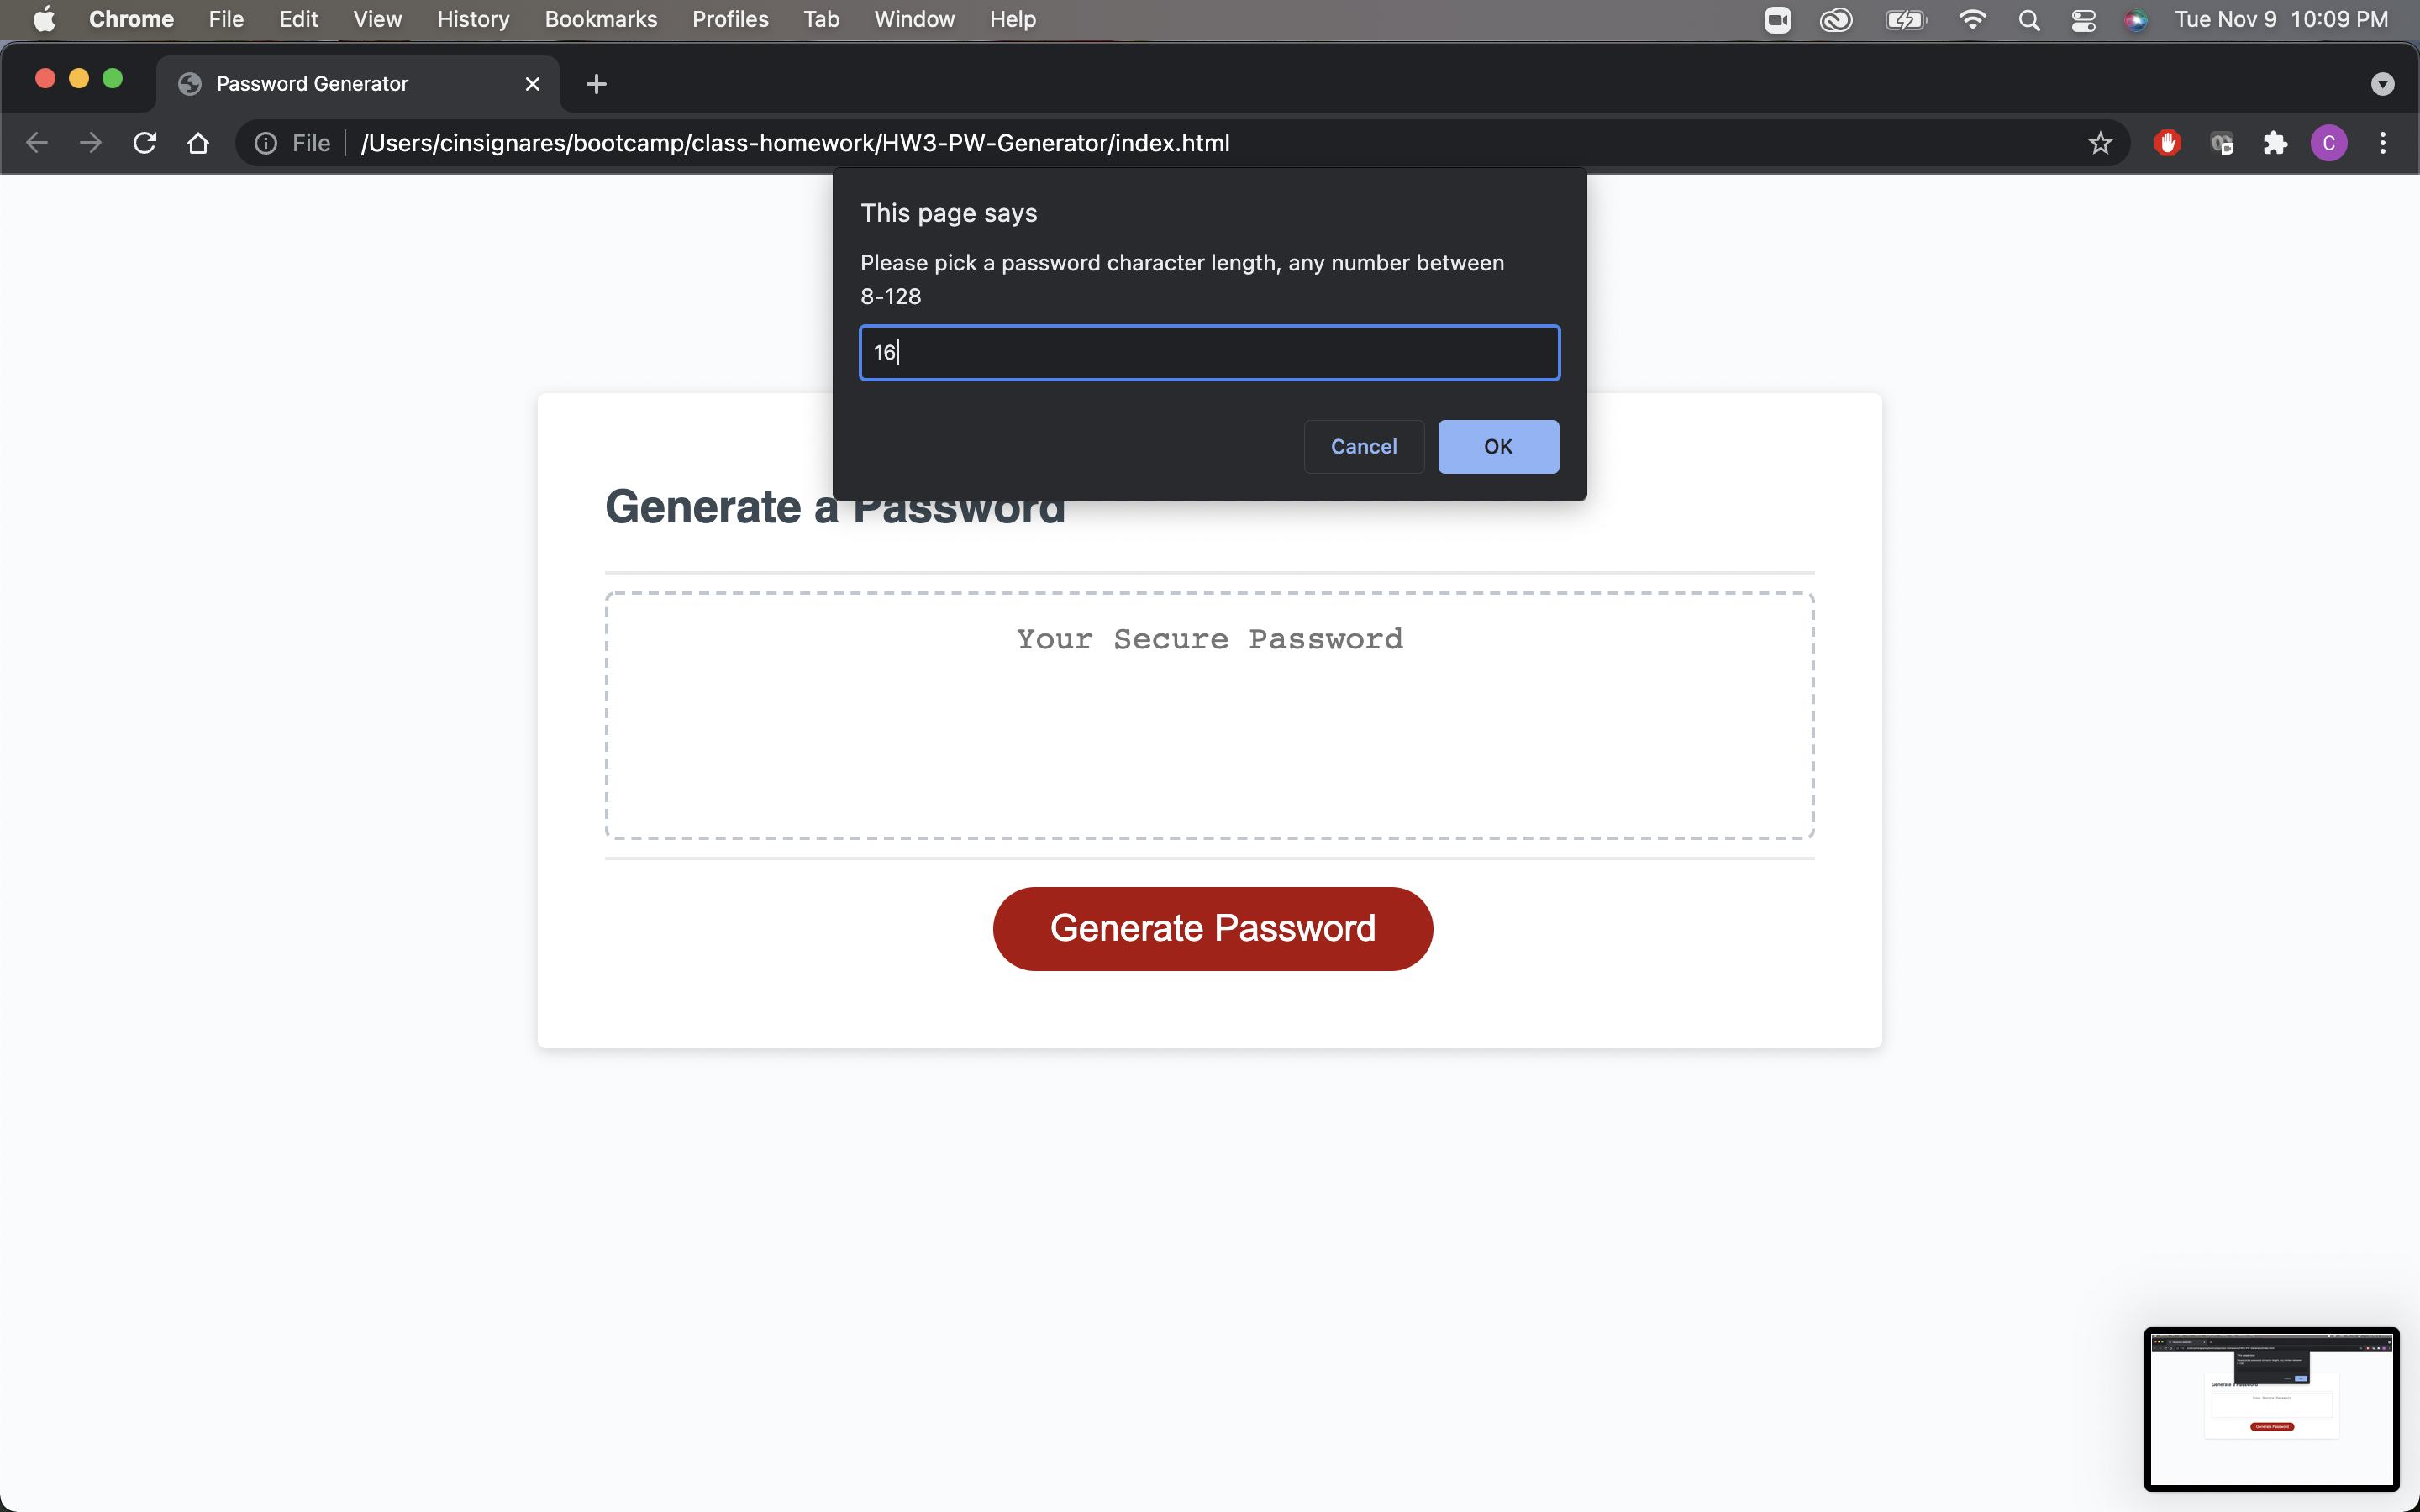 Chrome File Edit View History Bookmarks Profiles Tab Window Help Tue Nov 9 10:09 PM
Password Generator
File /Users/cinsignares/bootcamp/class-homework/HW3-PW-Generator/index.html C
This page says
Please pick a password character length, any number between
8-128
16
Cancel OK
Generate a Password
Your Secure Password
Generate Password